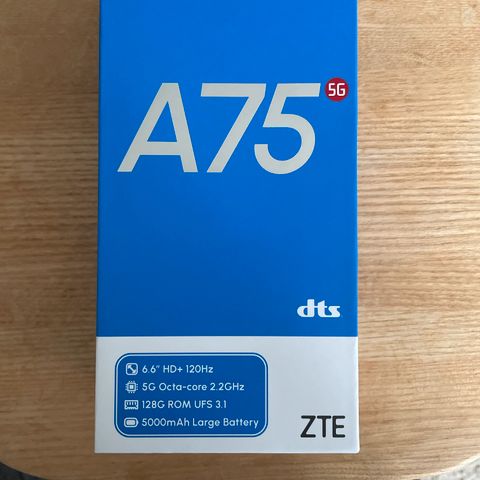 A75 5G
dts
6.6" HD+ 120Hz
5G Octa-core 2.2GHz
128G ROM UFS 3.1
5000mAh Large Battery
ZTE